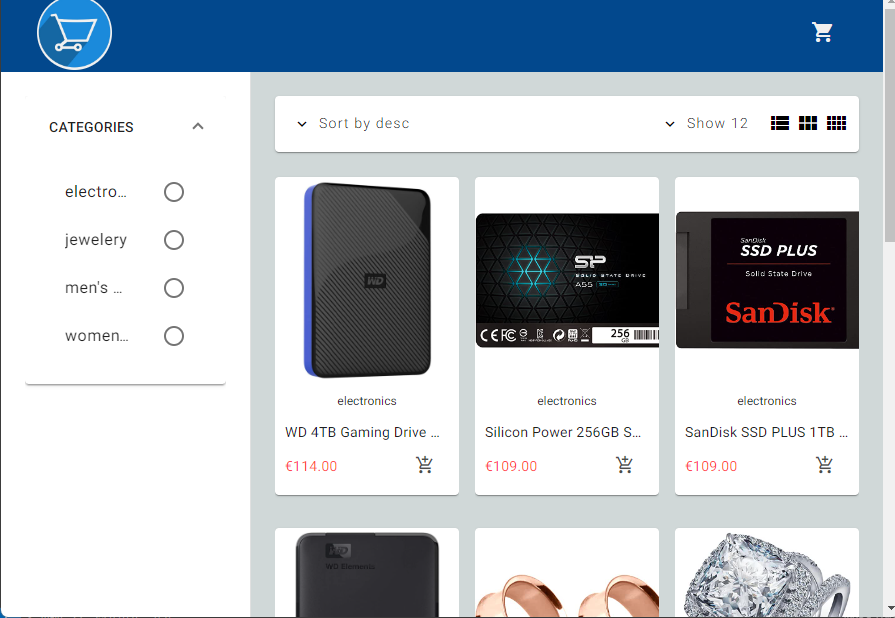 CATEGORIES
electro...
jewelery
men's ...
women...
Sort by desc
Show 12
WD
electronics
WD 4TB Gaming Drive ...
€114.00
SP
SOLID STATE DRIVE
A55
256
GB
electronics
Silicon Power 256GB S...
€109.00
SanDisk
SSD PLUS
Solid State Drive
SanDisk
electronics
SanDisk SSD PLUS 1TB ...
€109.00
WD
WD Elements